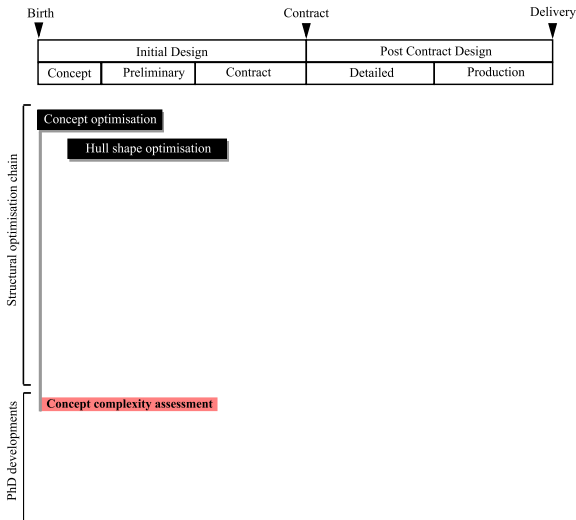 Birth Contract Delivery
Initial Design Post Contract Design
Concept Preliminary Contract Detailed Production
Concept optimisation
Hull shape optimisation
Structural optimisation chain
Concept complexity assessment
PhD developments